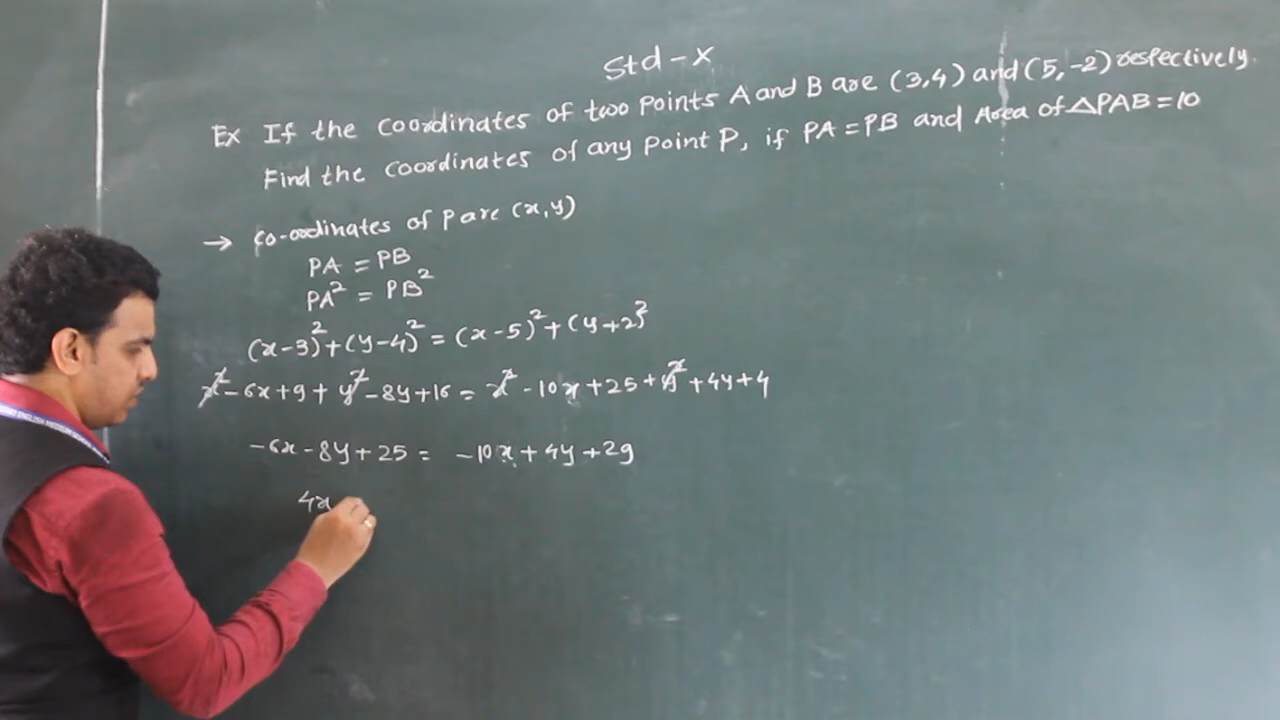 Std-X
Ex If the coordinates of two points A and B are (3,4) and (5,-2) respectively.
Find the coordinates of any point P, if PA = PB and Area of △PAB = 10
→ co-ordinates of p are (x,y)
PA = PB
PA² = PB²
(x-3)²+(y-4)² = (x-5)²+(y+2)²
x²-6x+9+y²-8y+16 = x²-10x+25+y²+4y+4
-6x-8y+25 = -10x+4y+29
4x